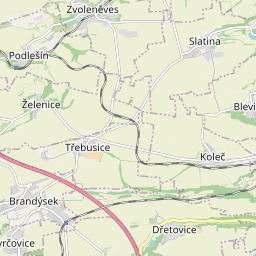 Zvoleněves
Podlešín
Slatina
Želenice
Blevi
Třebusice
Koleč
Brandýsek
Dřetovice
vrčovice